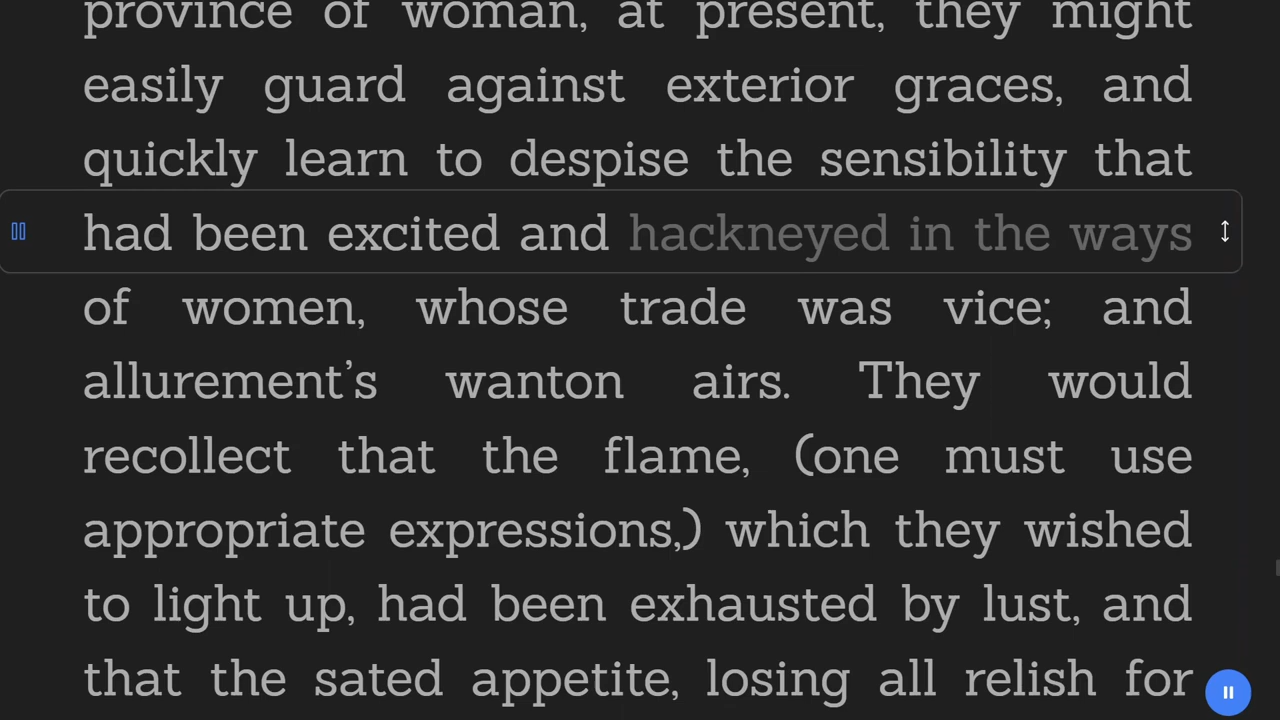 province of woman, at present, they might
easily guard against exterior graces, and
quickly learn to despise the sensibility that
had been excited and hackneyed in the ways
of women, whose trade was vice; and
allurement’s wanton airs. They would
recollect that the flame, (one must use
appropriate expressions,) which they wished
to light up, had been exhausted by lust, and
that the sated appetite, losing all relish for